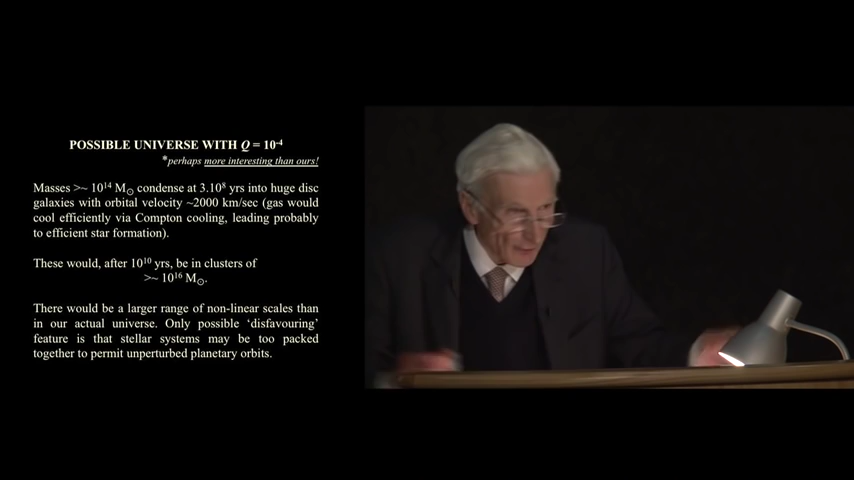 POSSIBLE UNIVERSE WITH Q = 10⁻⁴
*perhaps more interesting than ours!
Masses >~ 10¹⁴ M☉ condense at 3.10⁸ yrs into huge disc
galaxies with orbital velocity ~2000 km/sec (gas would
cool efficiently via Compton cooling, leading probably
to efficient star formation).
These would, after 10¹⁰ yrs, be in clusters of
>~ 10¹⁶ M☉.
There would be a larger range of non-linear scales than
in our actual universe. Only possible ‘disfavouring’
feature is that stellar systems may be too packed
together to permit unperturbed planetary orbits.